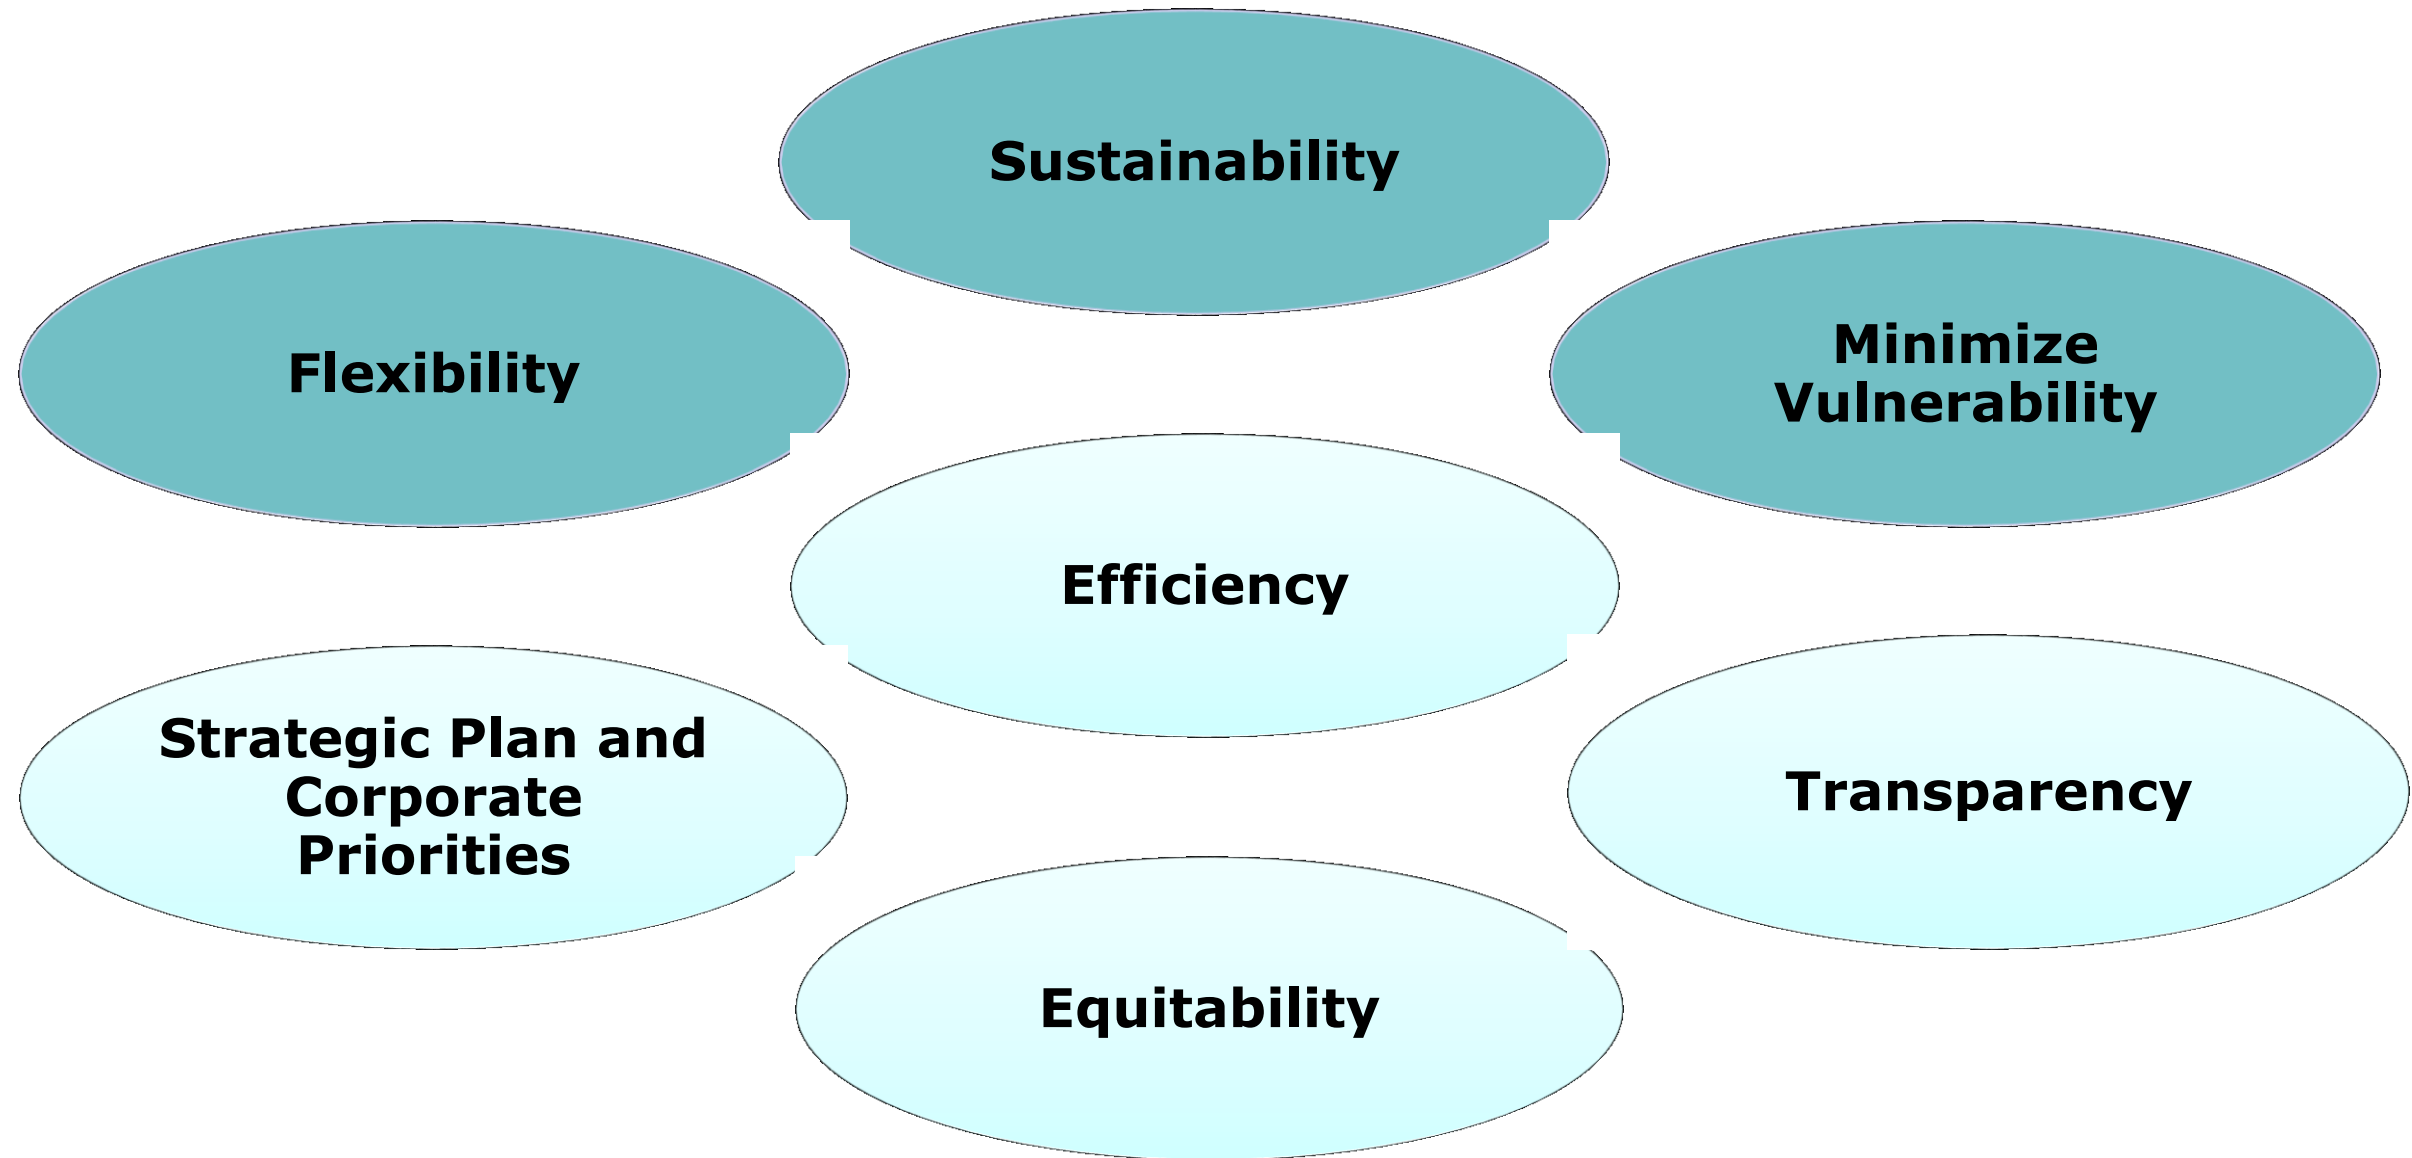 Sustainability
Flexibility
Minimize
Vulnerability
Efficiency
Strategic Plan and
Corporate
Priorities
Transparency
Equitability